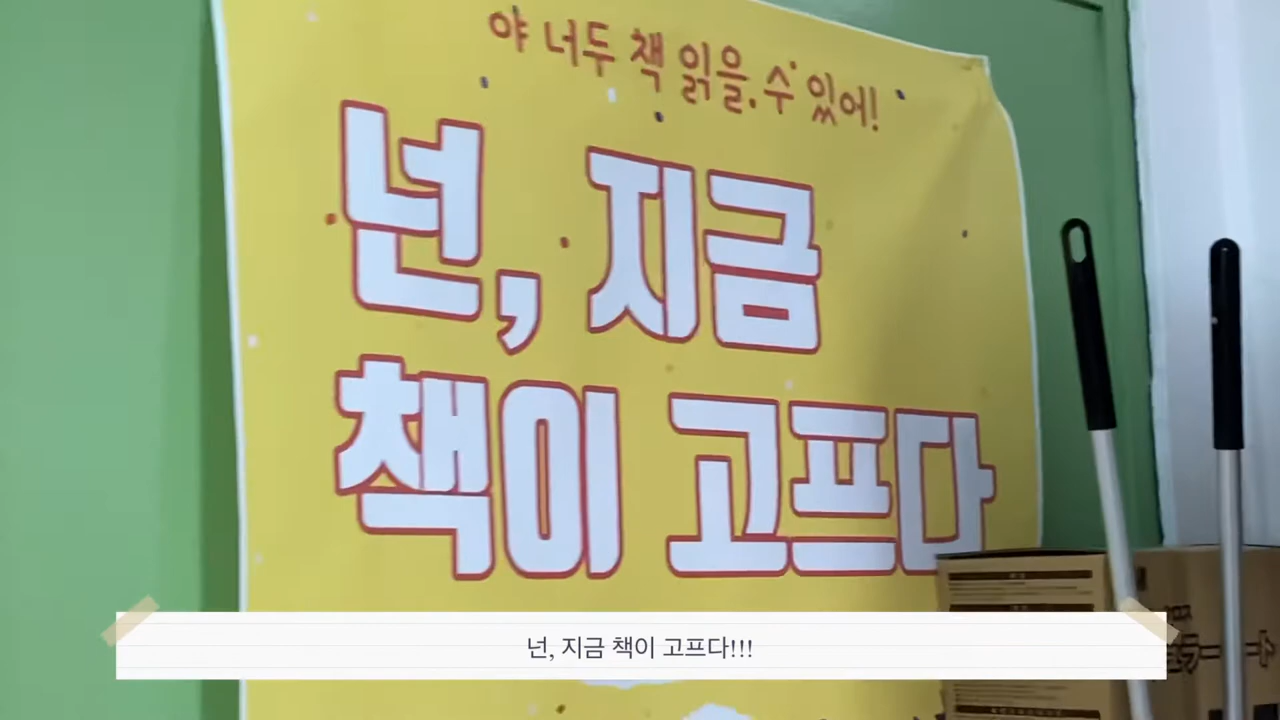 야 너두 책 읽을 수 있어!
넌, 지금
책이 고프다
넌, 지금 책이 고프다!!!